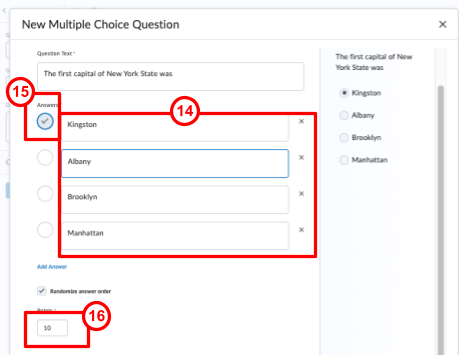 New Multiple Choice Question
×
Question Text *
The first capital of New York State was
The first capital of New
York State was
15
Answers
14
Kingston
×
Albany
×
Brooklyn
×
Manhattan
×
Kingston
Albany
Brooklyn
Manhattan
Add Answer
Randomize answer order
Points *
16
10